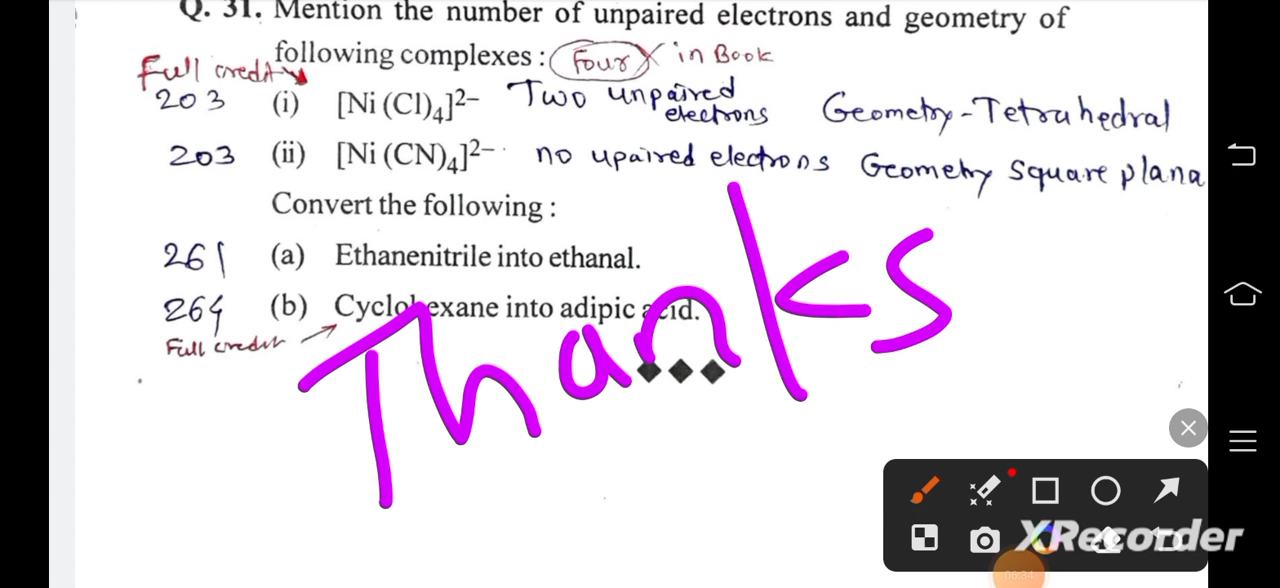 Q. 31. Mention the number of unpaired electrons and geometry of
following complexes : Four in Book
Full credit
203 (i) [Ni (Cl)₄]²⁻ Two unpaired electrons Geometry-Tetrahedral
203 (ii) [Ni (CN)₄]²⁻ no upaired electrons Geometry Square plana
Convert the following :
261 (a) Ethanenitrile into ethanal.
264 (b) Cyclohexane into adipic acid.
Full credit
Thanks
XRecorder
06:34